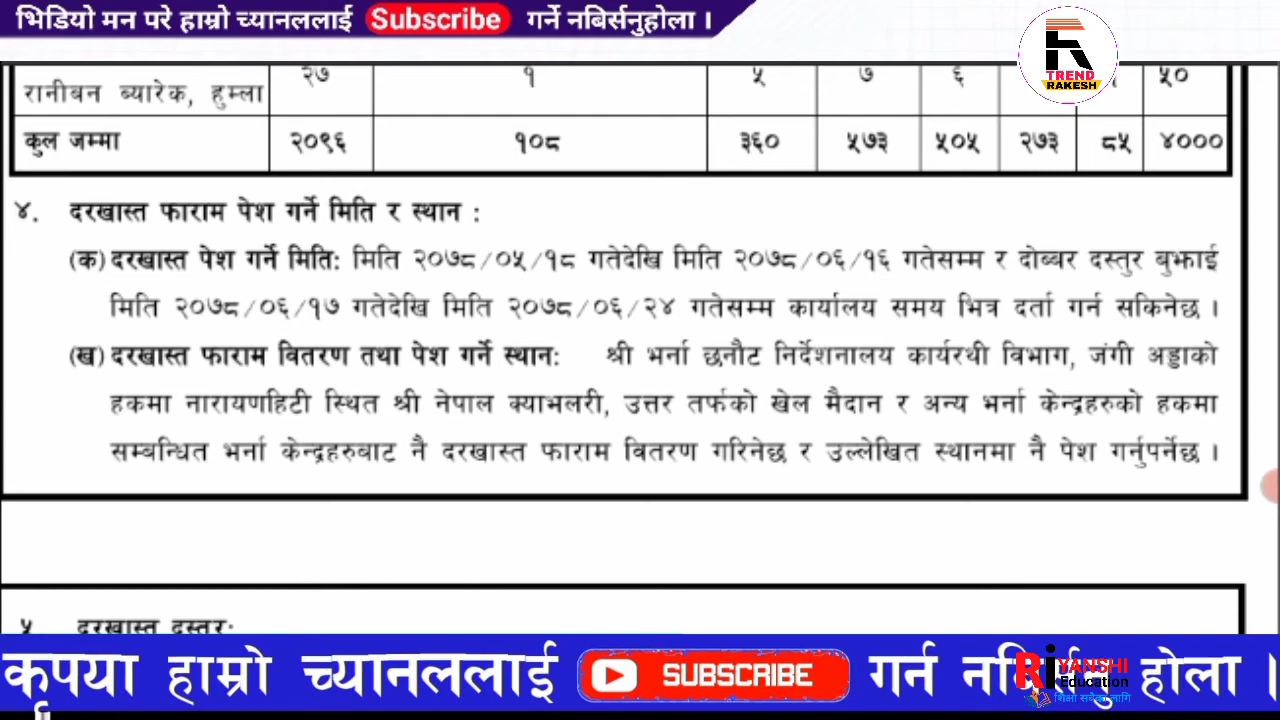 भिडियो मन परे हाम्रो च्यानललाई Subscribe गर्ने नबिर्सनुहोला ।
TREND
RAKESH
रानीबन ब्यारेक, हुम्ला २७ १ ५ ७ ६ ५०
कुल जम्मा २०९६ १०८ ३६० ५७३ ५०५ २७३ ८५ ४०००
४. दरखास्त फाराम पेश गर्ने मिति र स्थान :
(क) दरखास्त पेश गर्ने मिति: मिति २०७८/०५/१८ गतेदेखि मिति २०७८/०६/१६ गतेसम्म र दोब्बर दस्तुर बुझाई
मिति २०७८/०६/१७ गतेदेखि मिति २०७८/०६/२४ गतेसम्म कार्यालय समय भित्र दर्ता गर्न सकिनेछ ।
(ख) दरखास्त फाराम वितरण तथा पेश गर्ने स्थान: श्री भर्ना छनौट निर्देशनालय कार्यरथी विभाग, जंगी अड्डाको
हकमा नारायणहिटी स्थित श्री नेपाल क्याभलरी, उत्तर तर्फको खेल मैदान र अन्य भर्ना केन्द्रहरुको हकमा
सम्बन्धित भर्ना केन्द्रहरुबाट नै दरखास्त फाराम वितरण गरिनेछ र उल्लेखित स्थानमा नै पेश गर्नुपर्नेछ ।
५ दरखास्त दस्तुर:
कृपया हाम्रो च्यानललाई SUBSCRIBE गर्न होला ।
RIYANSHI
Education
शिक्षा सबैका लागि